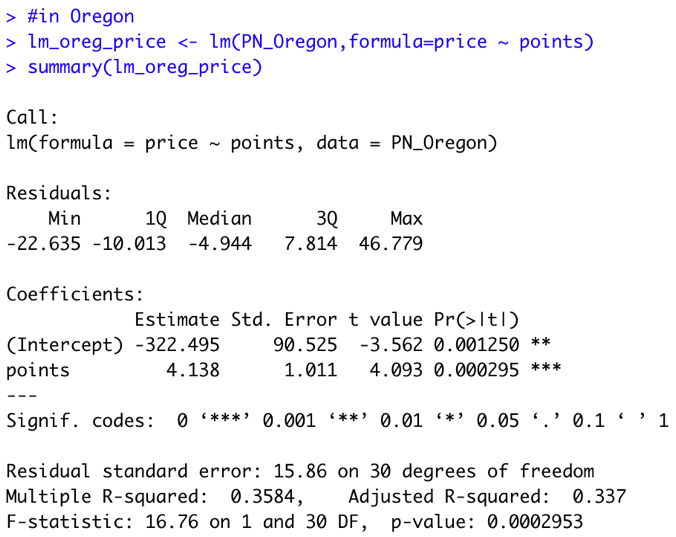 > #in Oregon
> lm_oreg_price <- lm(PN_Oregon,formula=price ~ points)
> summary(lm_oreg_price)
Call:
lm(formula = price ~ points, data = PN_Oregon)
Residuals:
    Min      1Q  Median      3Q     Max
-22.635 -10.013  -4.944   7.814  46.779
Coefficients:
            Estimate Std. Error t value Pr(>|t|)
(Intercept) -322.495     90.525  -3.562 0.001250 **
points         4.138      1.011   4.093 0.000295 ***
---
Signif. codes:  0 ‘***’ 0.001 ‘**’ 0.01 ‘*’ 0.05 ‘.’ 0.1 ‘ ’ 1
Residual standard error: 15.86 on 30 degrees of freedom
Multiple R-squared:  0.3584,    Adjusted R-squared:  0.337
F-statistic: 16.76 on 1 and 30 DF,  p-value: 0.0002953